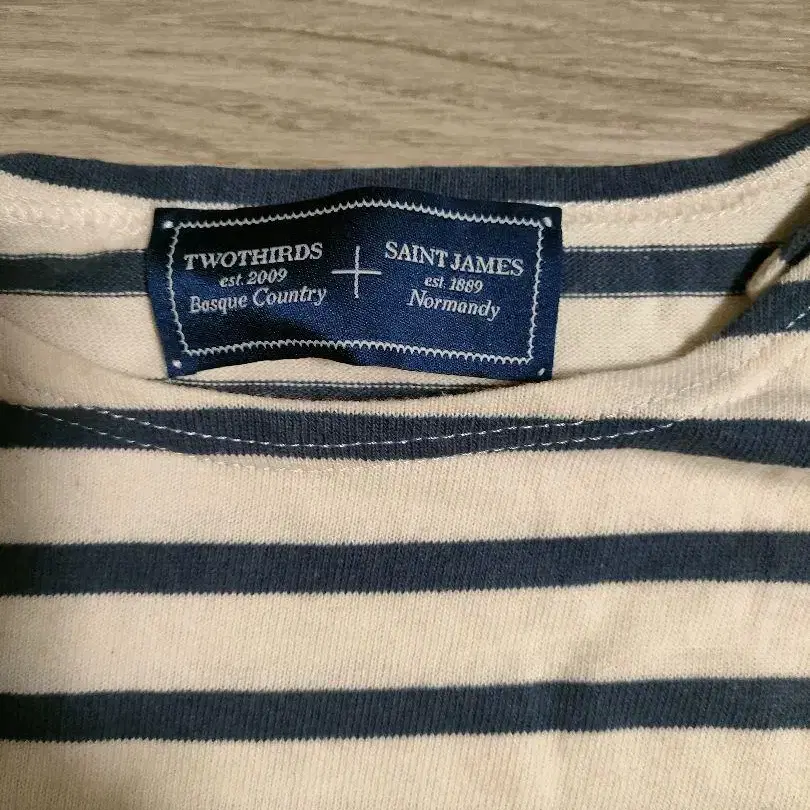 TWOTHIRDS
est. 2009
Basque Country
+
SAINT JAMES
est. 1889
Normandy